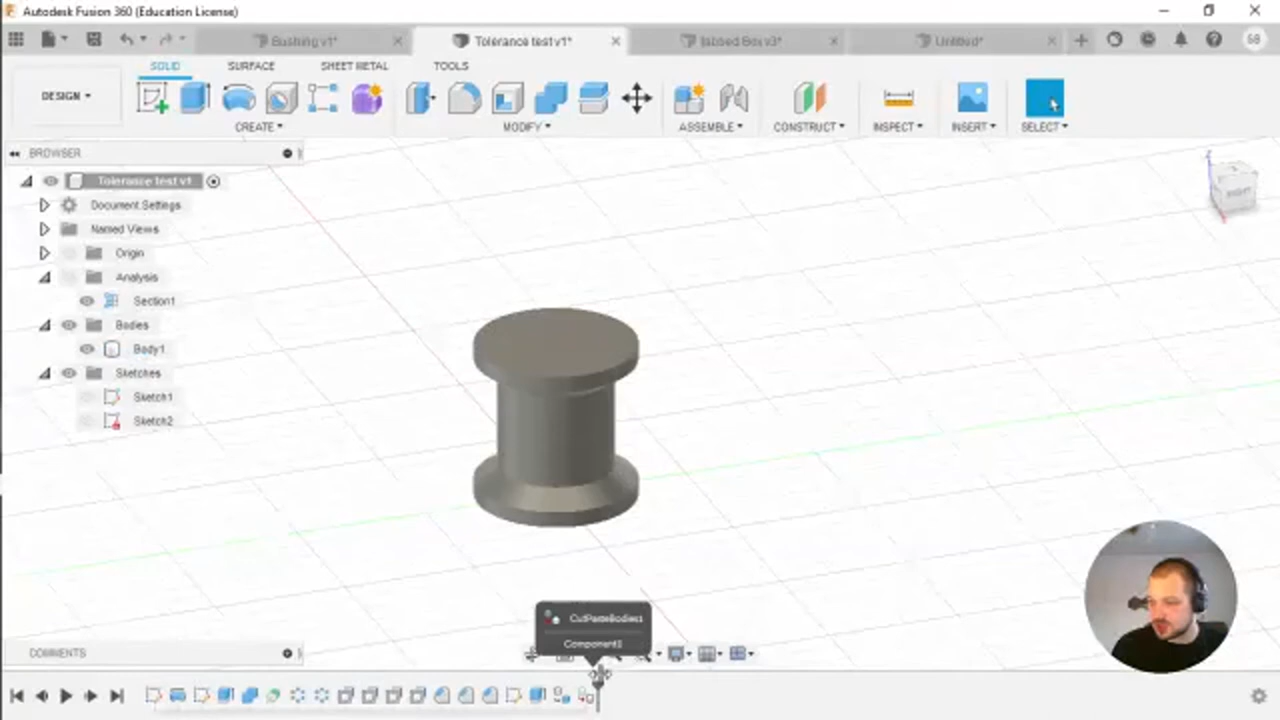 Autodesk Fusion 360 (Education License)
Bushing v1*
Tolerance test v1*
Tabbed Box v3*
Untitled*
SB
SOLID
SURFACE
SHEET METAL
TOOLS
DESIGN
CREATE
MODIFY
ASSEMBLE
CONSTRUCT
INSPECT
INSERT
SELECT
BROWSER
Tolerance test v1
Document Settings
Named Views
Origin
Analysis
Section1
Bodies
Body1
Sketches
Sketch1
Sketch2
RIGHT
CutPasteBodies1
Component1
COMMENTS